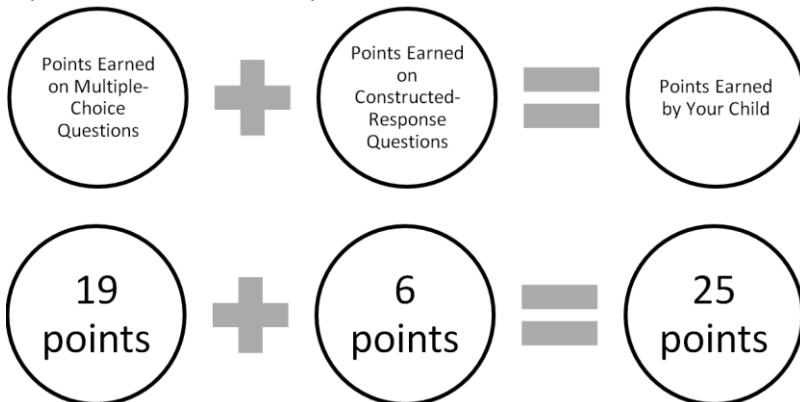 Points Earned
on Multiple-
Choice
Questions
Points Earned
on
Constructed-
Response
Questions
Points Earned
by Your Child
19
points
6
points
25
points